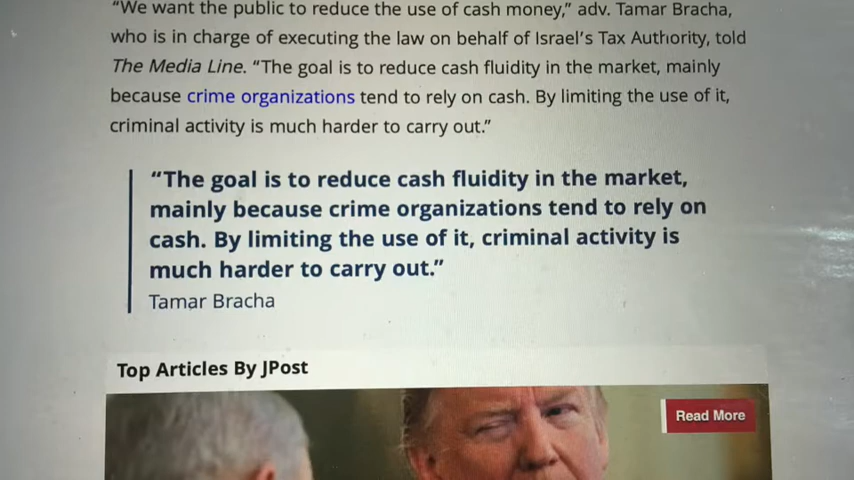 “We want the public to reduce the use of cash money,” adv. Tamar Bracha,
who is in charge of executing the law on behalf of Israel’s Tax Authority, told
The Media Line. “The goal is to reduce cash fluidity in the market, mainly
because crime organizations tend to rely on cash. By limiting the use of it,
criminal activity is much harder to carry out.”
“The goal is to reduce cash fluidity in the market,
mainly because crime organizations tend to rely on
cash. By limiting the use of it, criminal activity is
much harder to carry out.”
Tamar Bracha
Top Articles By JPost
Read More